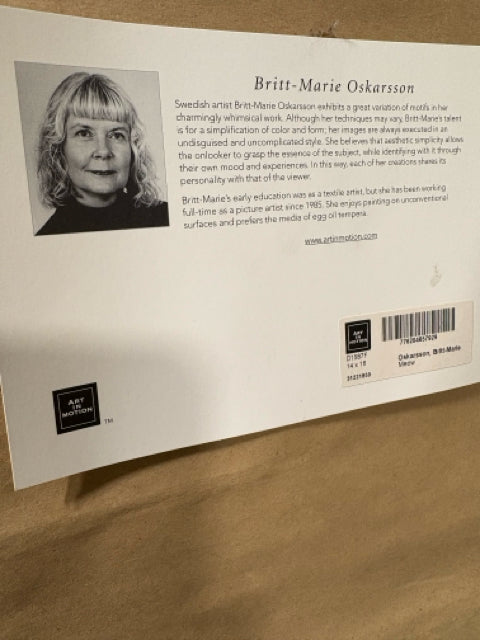 Britt-Marie Oskarsson
Swedish artist Britt-Marie Oskarsson exhibits a great variation of motifs in her
charmingly whimsical work. Although her techniques may vary, Britt-Marie's talent
is for a simplification of color and form; her images are always executed in an
undisguised and uncomplicated style. She believes that aesthetic simplicity allows
the onlooker to grasp the essence of the subject, while identifying with it through
their own mood and experiences. In this way, each of her creations shares its
personality with that of the viewer.
Britt-Marie's early education was as a textile artist, but she has been working
full-time as a picture artist since 1985. She enjoys painting on unconventional
surfaces and prefers the media of egg oil tempera.
www.artinmotion.com
ART
IN
MOTION
14 x 18
Oskarsson, Britt-Marie
Meow
ART
IN
MOTION
TM